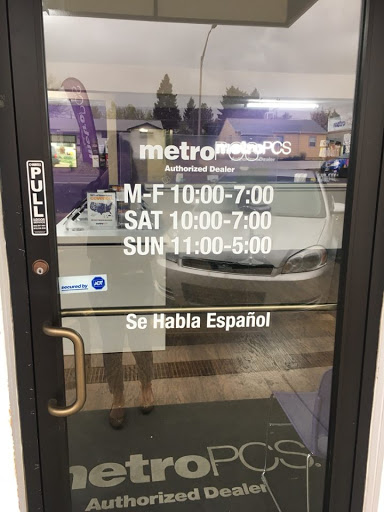 metroPCS
metroPCS
Authorized Dealer
PULL
M-F 10:00-7:00
SAT 10:00-7:00
SUN 11:00-5:00
secured by ADT
Se Habla Español
metroPCS
Authorized Dealer